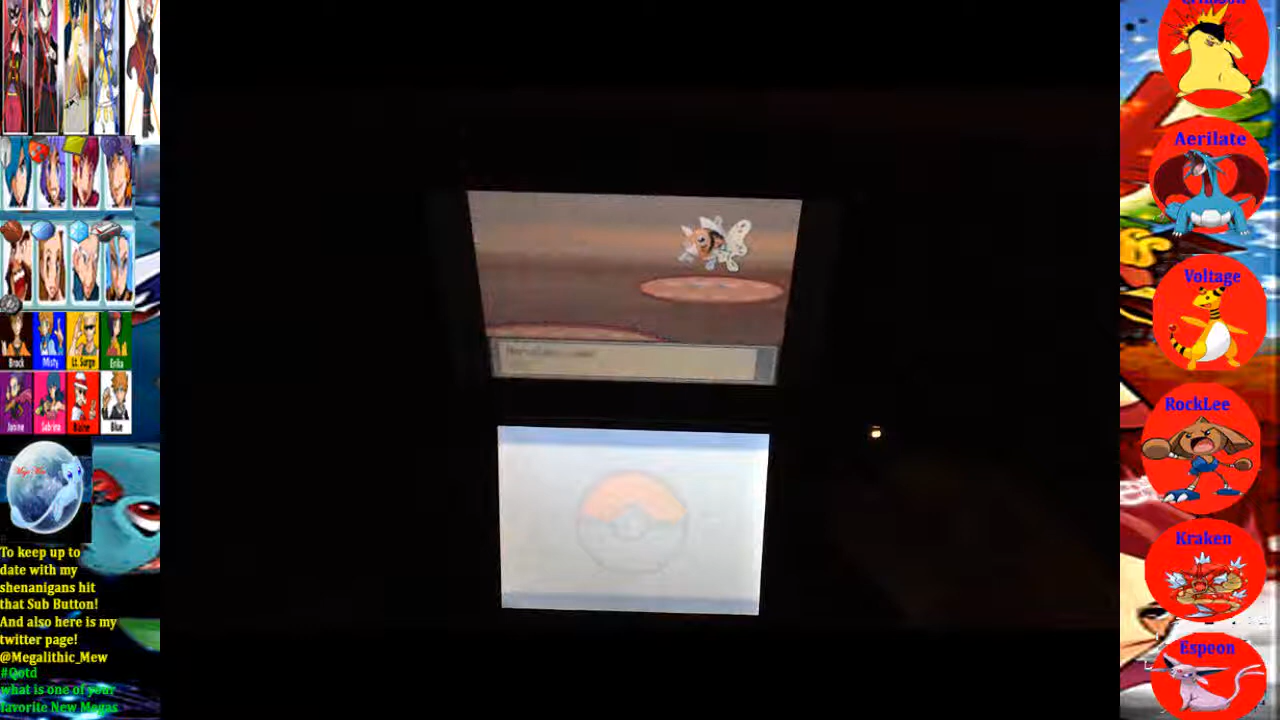 Brock Misty Lt. Surge Erika
Janine Sabrina Blaine Blue
To keep up to
date with my
shenanigans hit
that Sub Button!
And also here is my
twitter page!
@Megalithic_Mew
#Qotd
what is one of your
favorite New Megas
Crimson
Aerilate
Voltage
RockLee
Kraken
Espeon